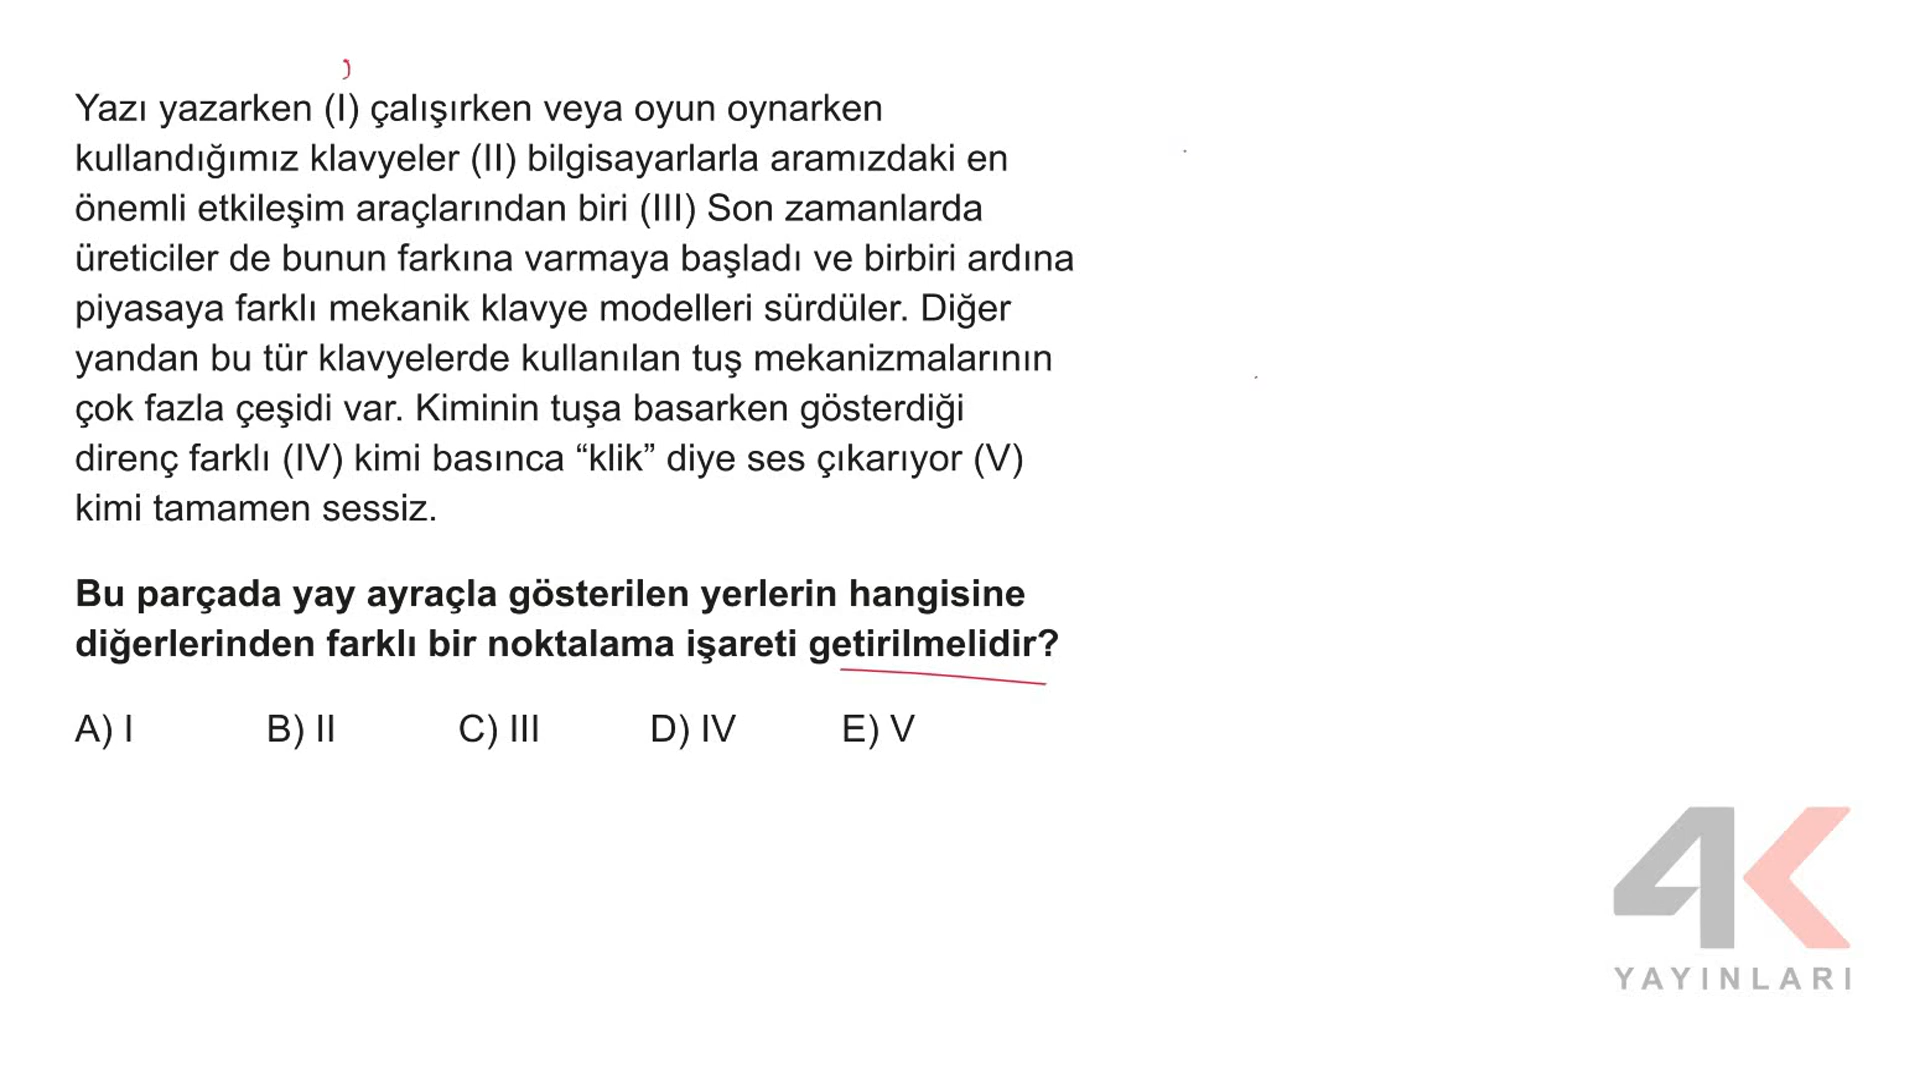 Yazı yazarken (I) çalışırken veya oyun oynarken
kullandığımız klavyeler (II) bilgisayarlarla aramızdaki en
önemli etkileşim araçlarından biri (III) Son zamanlarda
üreticiler de bunun farkına varmaya başladı ve birbiri ardına
piyasaya farklı mekanik klavye modelleri sürdüler. Diğer
yandan bu tür klavyelerde kullanılan tuş mekanizmalarının
çok fazla çeşidi var. Kiminin tuşa basarken gösterdiği
direnç farklı (IV) kimi basınca “klik” diye ses çıkarıyor (V)
kimi tamamen sessiz.
Bu parçada yay ayraçla gösterilen yerlerin hangisine
diğerlerinden farklı bir noktalama işareti getirilmelidir?
A) I B) II C) III D) IV E) V
4K
YAYINLARI